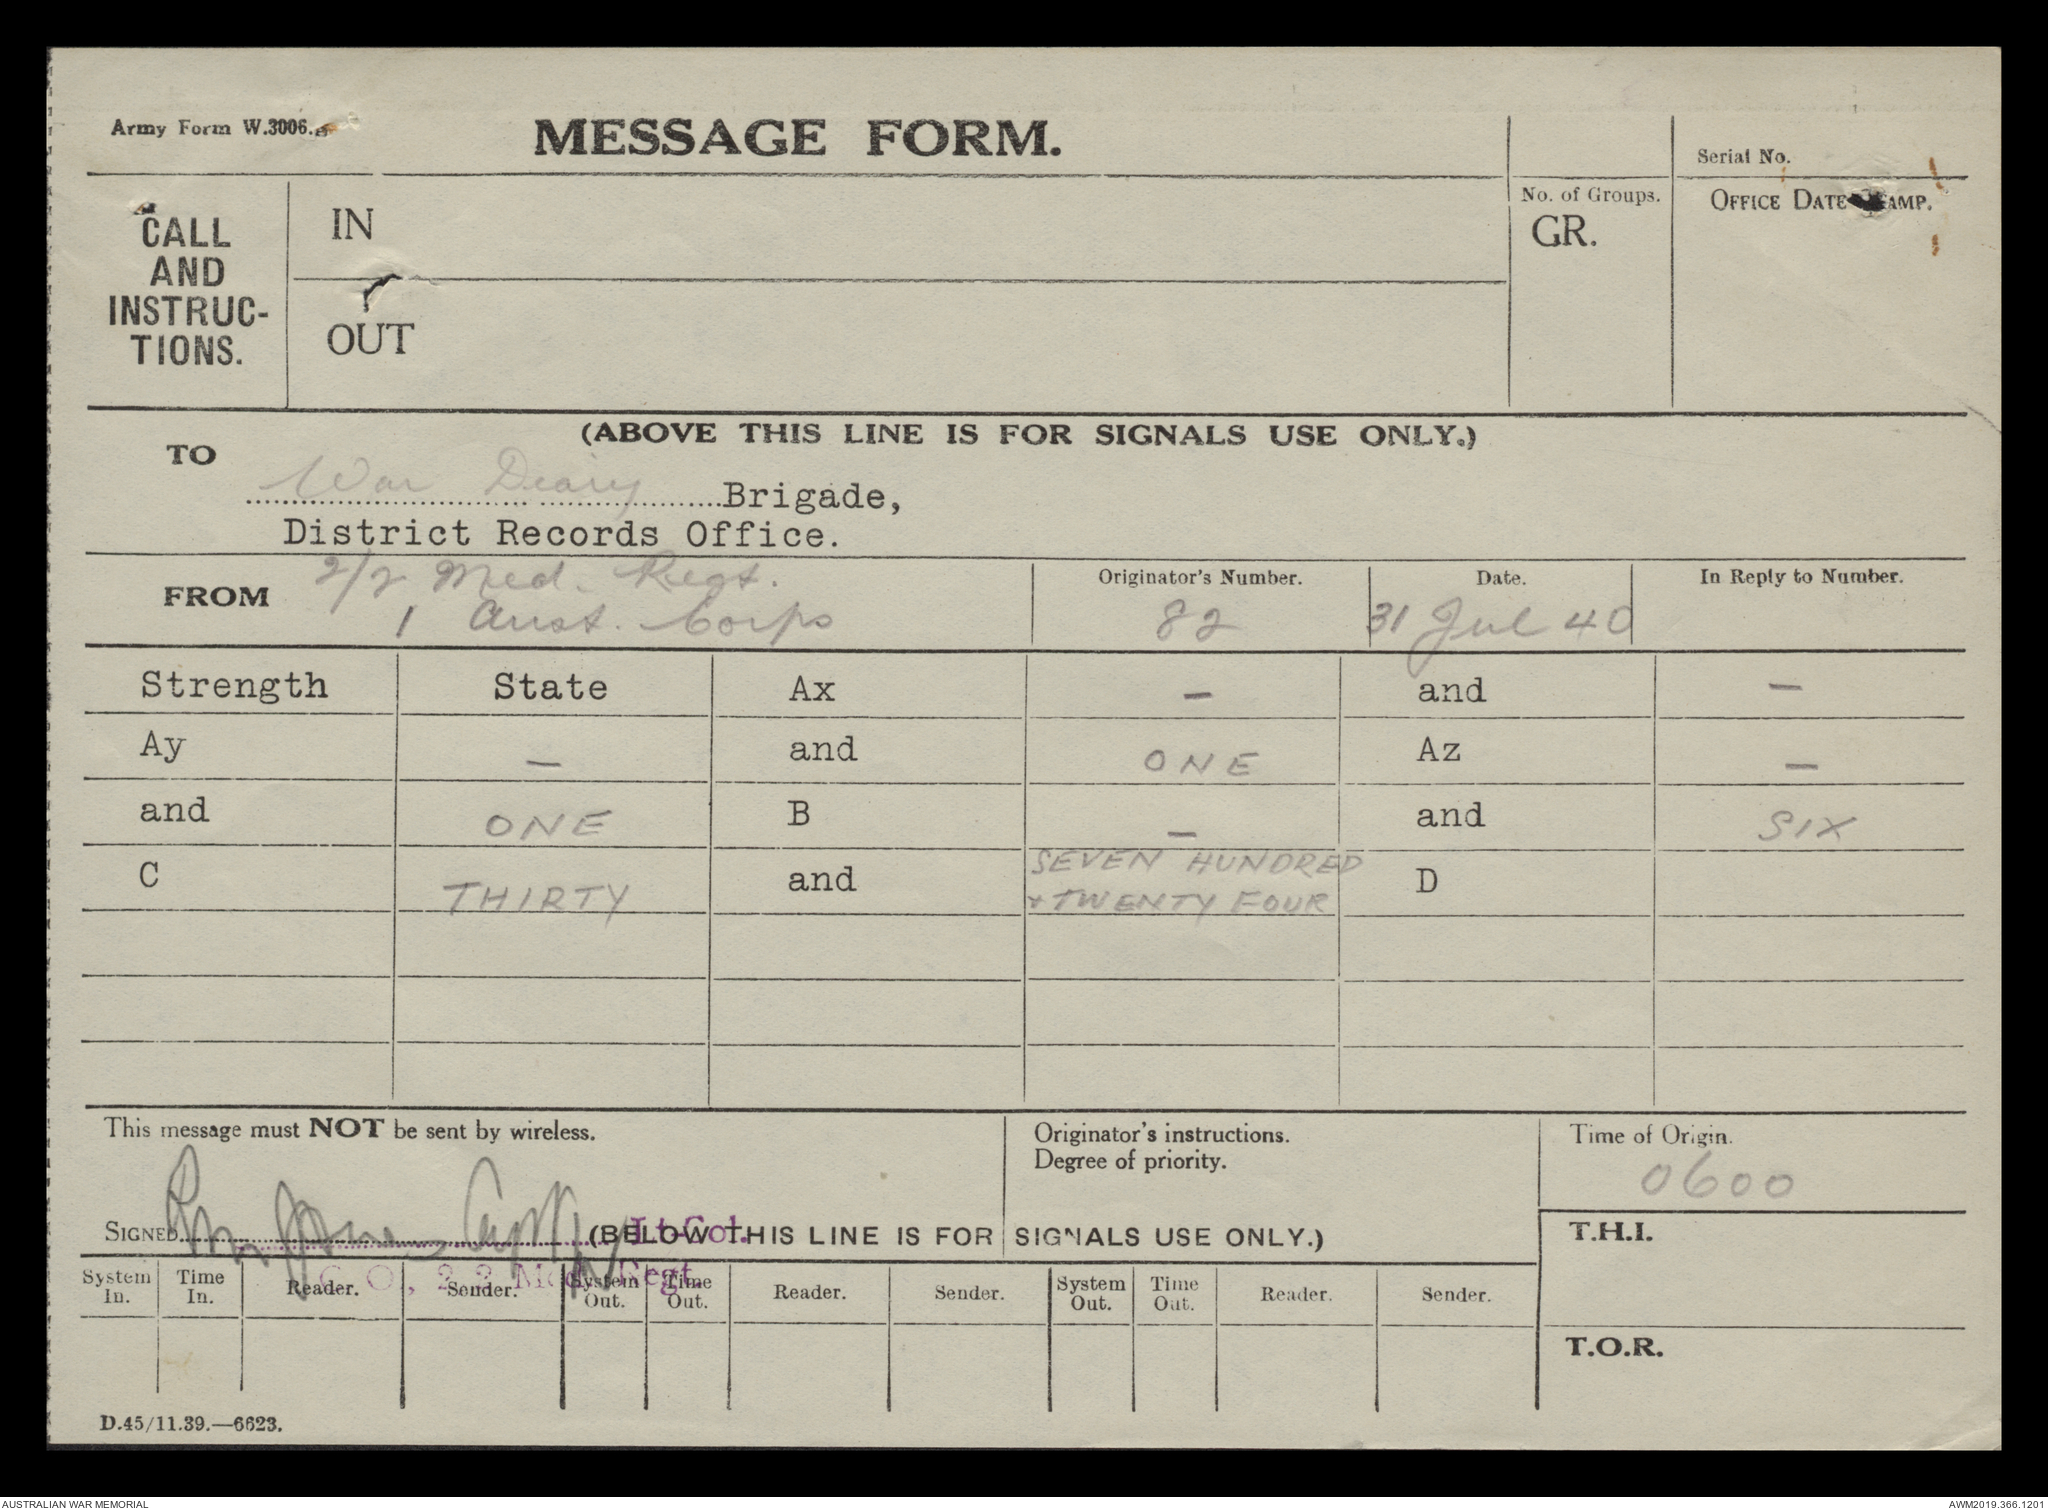 Army Form W.3006.
MESSAGE FORM.
Serial No.
CALL
AND
INSTRUC-
TIONS.
IN
OUT
No. of Groups.
GR.
OFFICE DATE
(ABOVE THIS LINE IS FOR SIGNALS USE ONLY.)
TO
War Diary Brigade,
District Records Office.
FROM 2/2 Med. Regt.
1 Aust. Corps
Originator's Number.
82
Date.
31 Jul 40
In Reply to Number.
Strength State Ax - and -
Ay - and ONE Az -
and ONE B - and SIX
C THIRTY and SEVEN HUNDRED
+ TWENTY FOUR D
This message must NOT be sent by wireless.
Originator's instructions.
Degree of priority.
Time of Origin.
0600
SIGNED
Lt-Col.
(BELOW THIS LINE IS FOR SIGNALS USE ONLY.)
C.O., 2/2 Med. Regt.
T.H.I.
System In. Time In. Reader. Sender. System Out. Time Out. Reader. Sender. System Out. Time Out. Reader. Sender.
T.O.R.
D.45/11.39.—6623.
AUSTRALIAN WAR MEMORIAL
AWM2019.366.1201